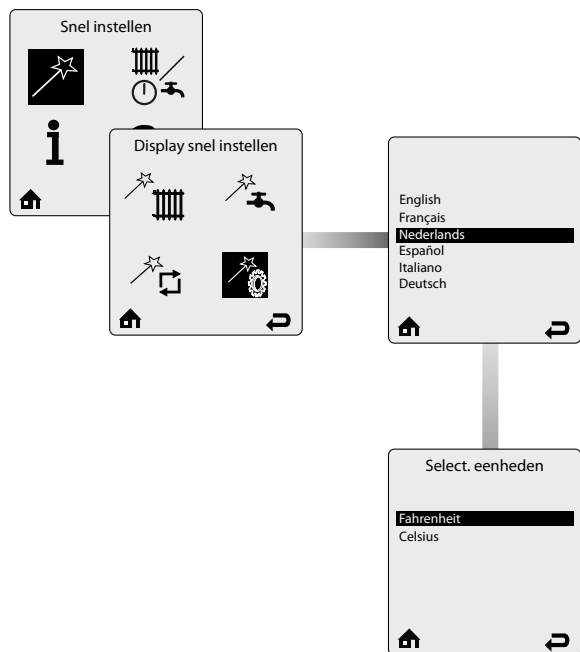 Snel instellen
Display snel instellen
English
Français
Nederlands
Español
Italiano
Deutsch
Select. eenheden
Fahrenheit
Celsius